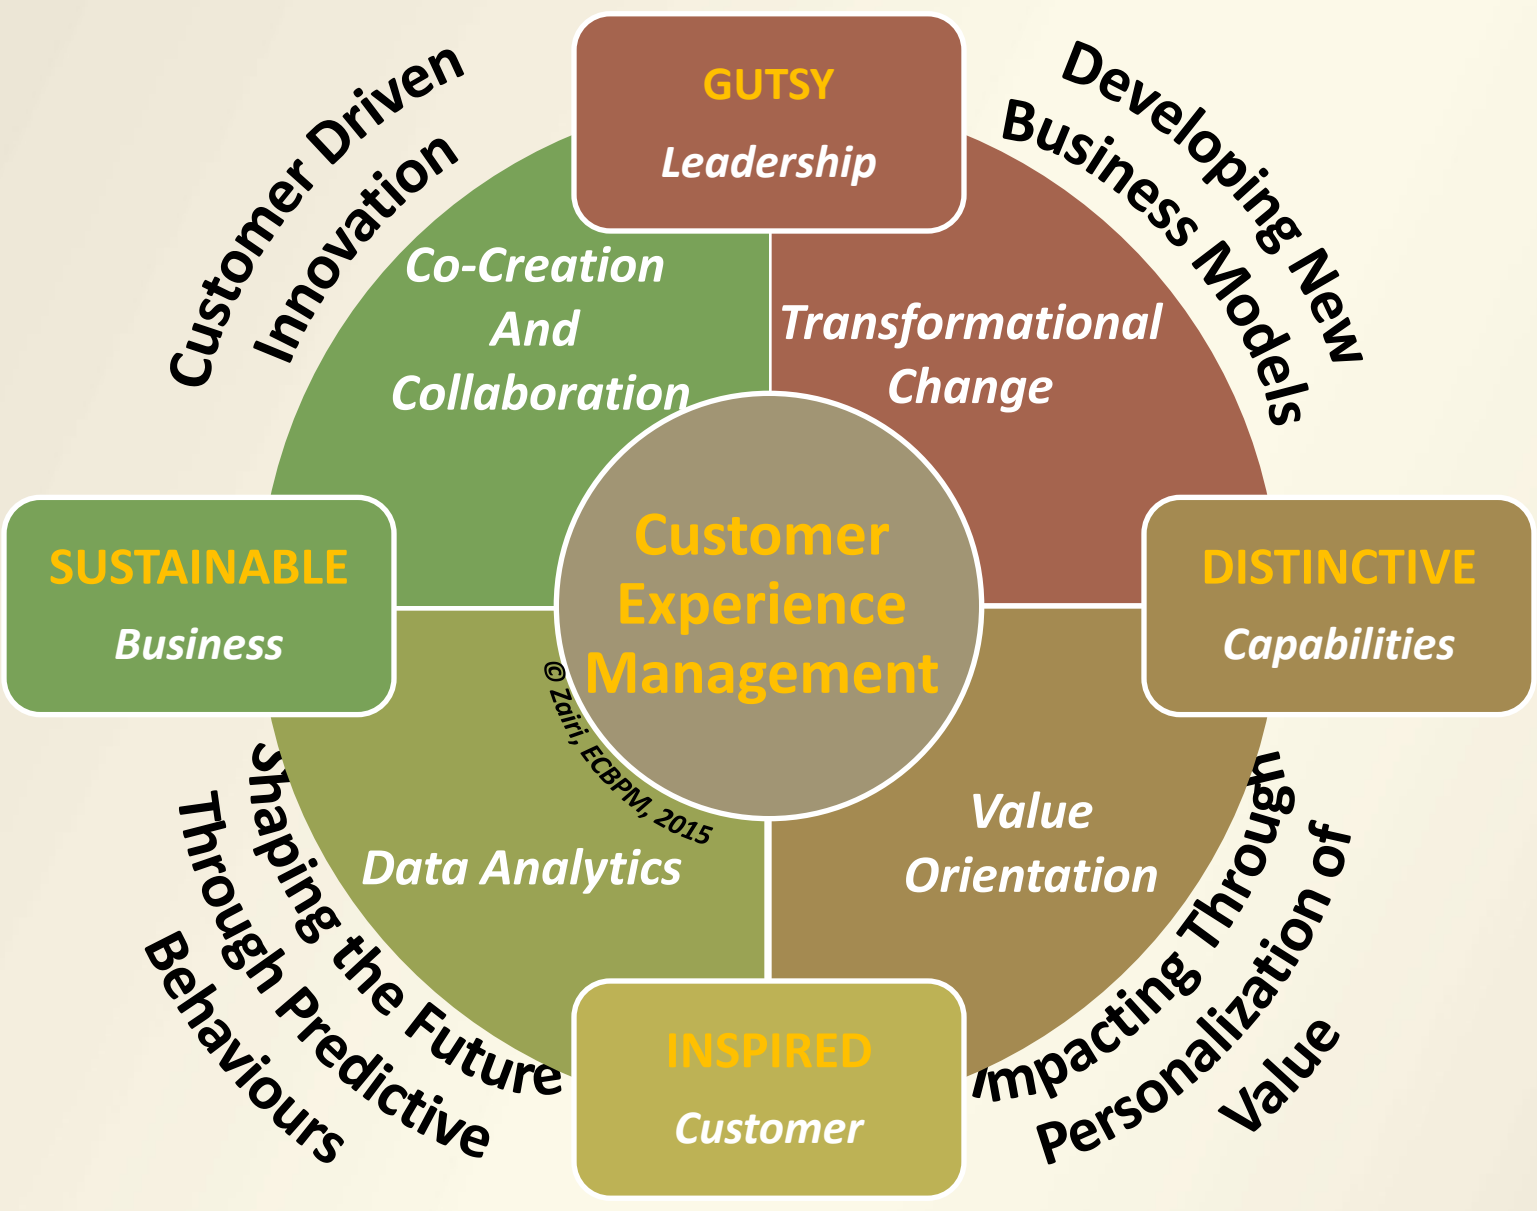 GUTSY
Leadership
Customer Driven
Innovation
Developing New
Business Models
Co-Creation
And
Collaboration
Transformational
Change
SUSTAINABLE
Business
Customer
Experience
Management
DISTINCTIVE
Capabilities
© Zairi, ECBPM, 2015
Data Analytics
Value
Orientation
Shaping the Future
Through Predictive
Behaviours
Impacting Through
Personalization of
Value
INSPIRED
Customer